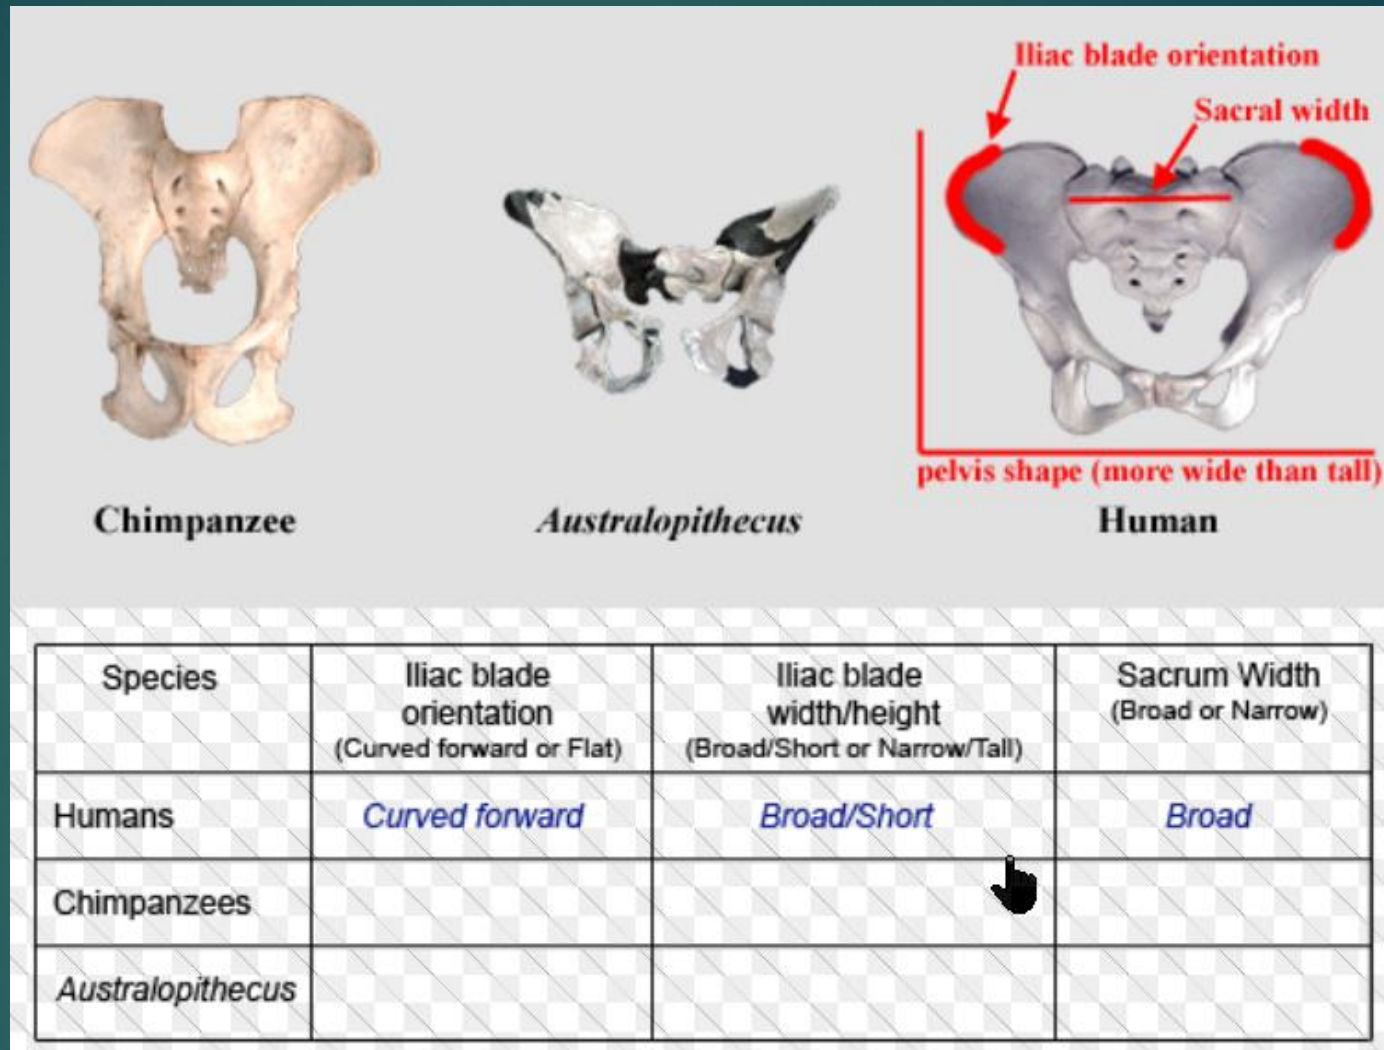 Iliac blade orientation
Sacral width
pelvis shape (more wide than tall)
Chimpanzee
Australopithecus
Human
Species
Iliac blade
orientation
(Curved forward or Flat)
Iliac blade
width/height
(Broad/Short or Narrow/Tall)
Sacrum Width
(Broad or Narrow)
Humans
Curved forward
Broad/Short
Broad
Chimpanzees
Australopithecus